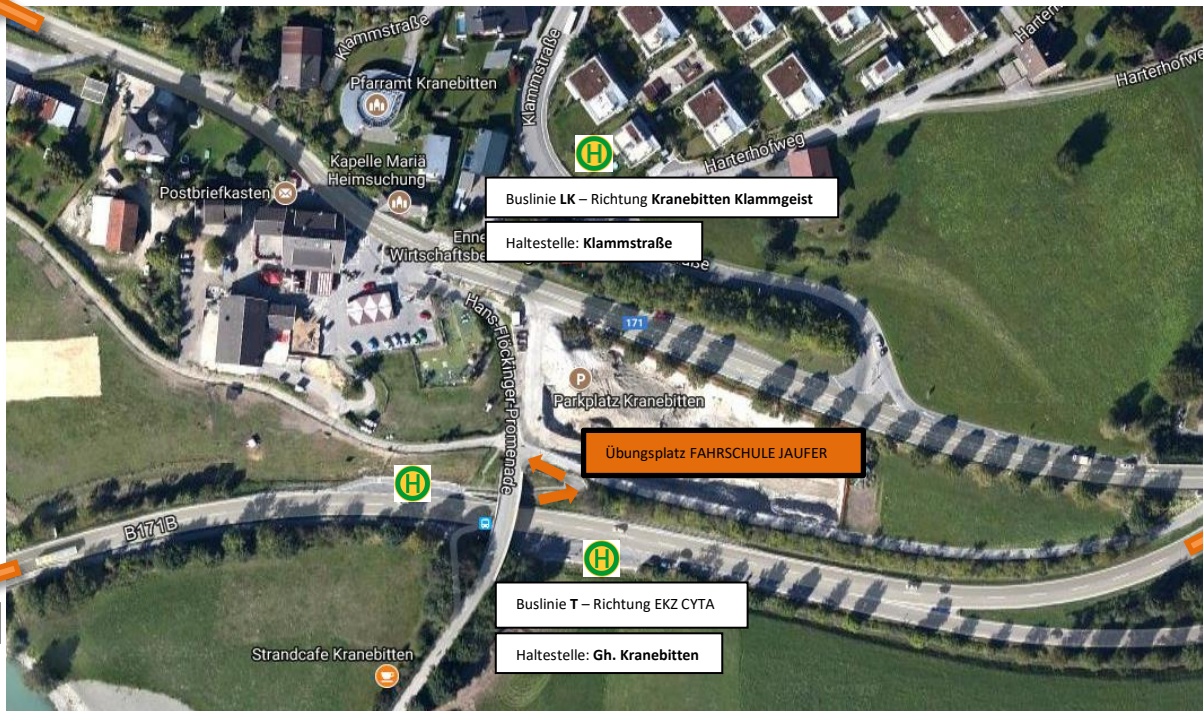 Klammstraße
Klammstraße
Pfarramt Kranebitten
Harterhofweg
Harterhofweg
H
Kapelle Mariä
Heimsuchung
Postbriefkasten
Buslinie LK – Richtung Kranebitten Klammgeist
Haltestelle: Klammstraße
171
Hans-Flöckinger-Promenade
P
Parkplatz Kranebitten
Übungsplatz FAHRSCHULE JAUFER
H
B171B
H
Buslinie T – Richtung EKZ CYTA
Haltestelle: Gh. Kranebitten
Strandcafe Kranebitten